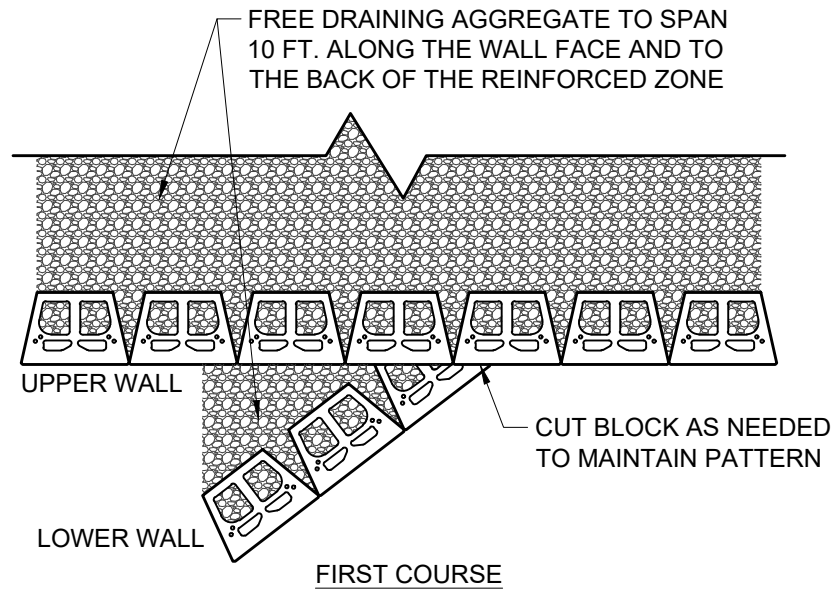 FREE DRAINING AGGREGATE TO SPAN
10 FT. ALONG THE WALL FACE AND TO
THE BACK OF THE REINFORCED ZONE
UPPER WALL
CUT BLOCK AS NEEDED
TO MAINTAIN PATTERN
LOWER WALL
FIRST COURSE